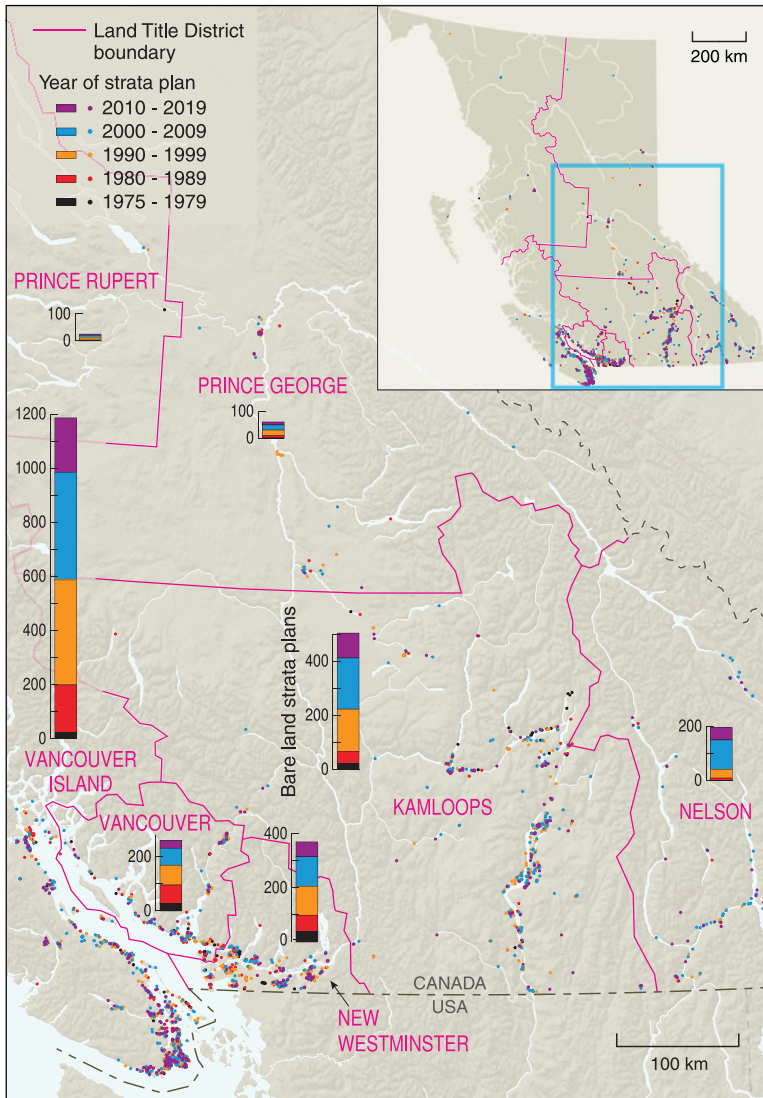 Land Title District
boundary
Year of strata plan
2010 - 2019
2000 - 2009
1990 - 1999
1980 - 1989
1975 - 1979
200 km
PRINCE RUPERT
100
0
PRINCE GEORGE
100
0
1200
1000
800
600
400
200
0
VANCOUVER
ISLAND
Bare land strata plans
400
200
0
KAMLOOPS
200
0
NELSON
VANCOUVER
200
0
400
200
0
CANADA
USA
NEW
WESTMINSTER
100 km